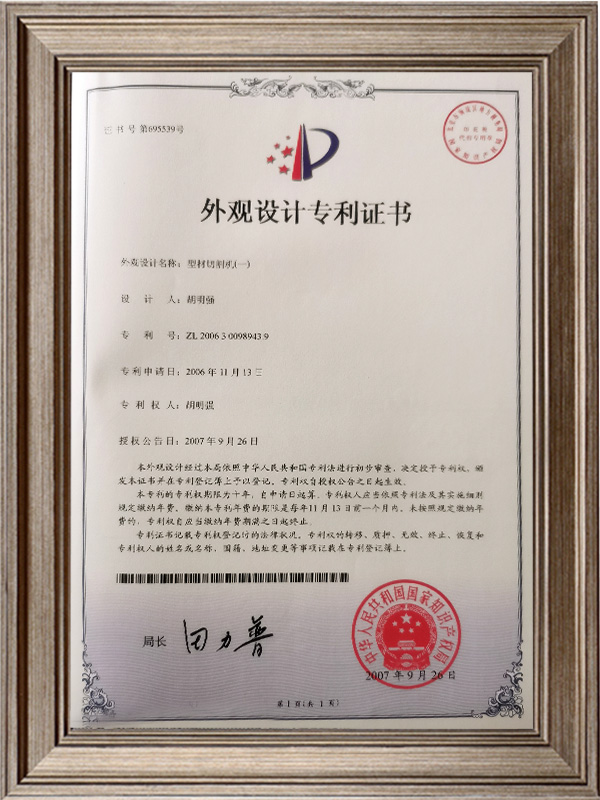 证书号第695539号
外观设计专利证书
外观设计名称：型材切割机(一)
设 计 人：胡明强
专 利 号：ZL 2006 3 0098943.9
专利申请日：2006年11月13日
专利权人：胡明强
授权公告日：2007年9月26日
本外观设计经过本局依照中华人民共和国专利法进行初步审查，决定授予专利权，颁
发本证书并在专利登记簿上予以登记。专利权自授权公告之日起生效。
本专利的专利权期限为十年，自申请日起算。专利权人应当依照专利法及其实施细则
规定缴纳年费。缴纳本专利年费的期限是每年11月13日前一个月内。未按照规定缴纳年
费的，专利权自应当缴纳年费期满之日起终止。
专利证书记载专利权登记时的法律状况。专利权的转移、质押、无效、终止、恢复和
专利权人的姓名或名称、国籍、地址变更等事项记载在专利登记簿上。
局长 田力普
中华人民共和国国家知识产权局
2007年9月26日
第1页(共1页)